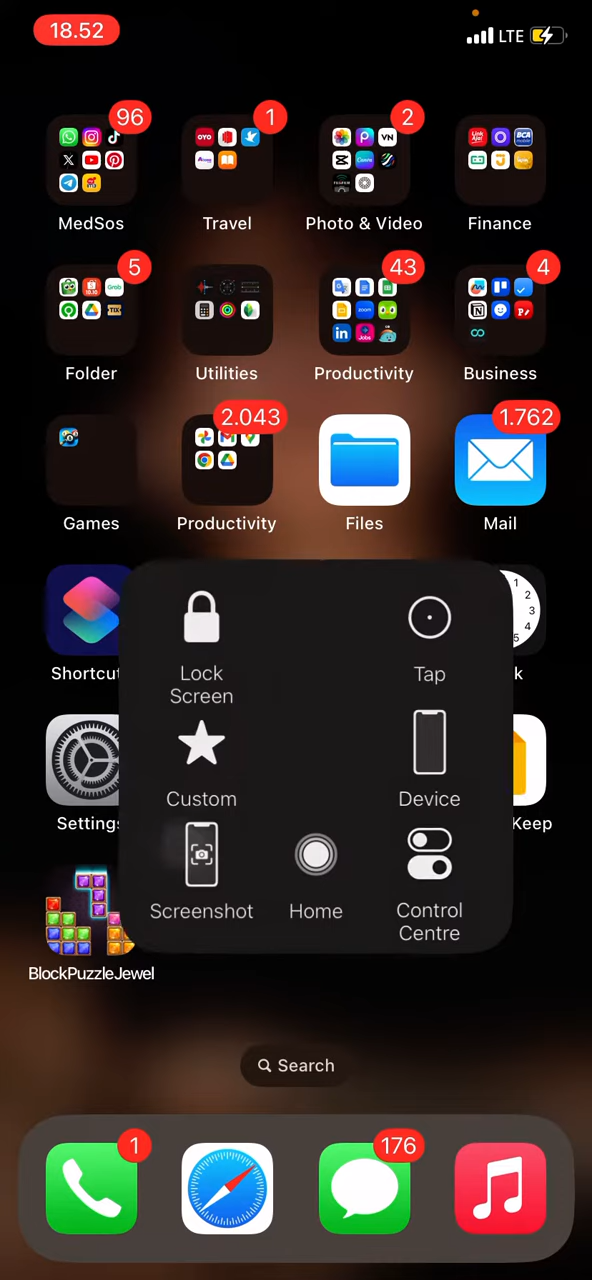 18.52
LTE
96
1
2
MedSos
Travel
Photo & Video
Finance
5
43
4
Folder
Utilities
Productivity
Business
2.043
1.762
Games
Productivity
Files
Mail
Lock
Screen
Tap
Shortcut
k
Custom
Device
Settings
Keep
Screenshot
Home
Control
Centre
BlockPuzzleJewel
Search
1
176